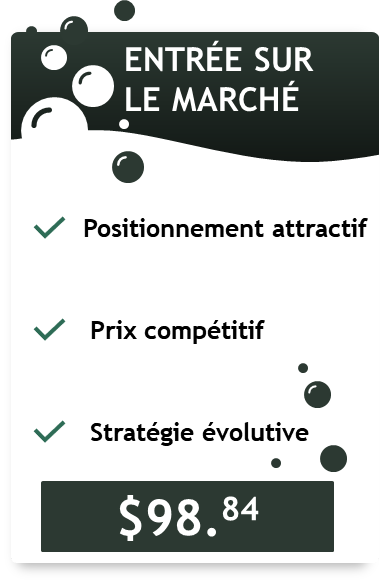 ENTRÉE SUR
LE MARCHÉ
Positionnement attractif
Prix compétitif
Stratégie évolutive
$98.84